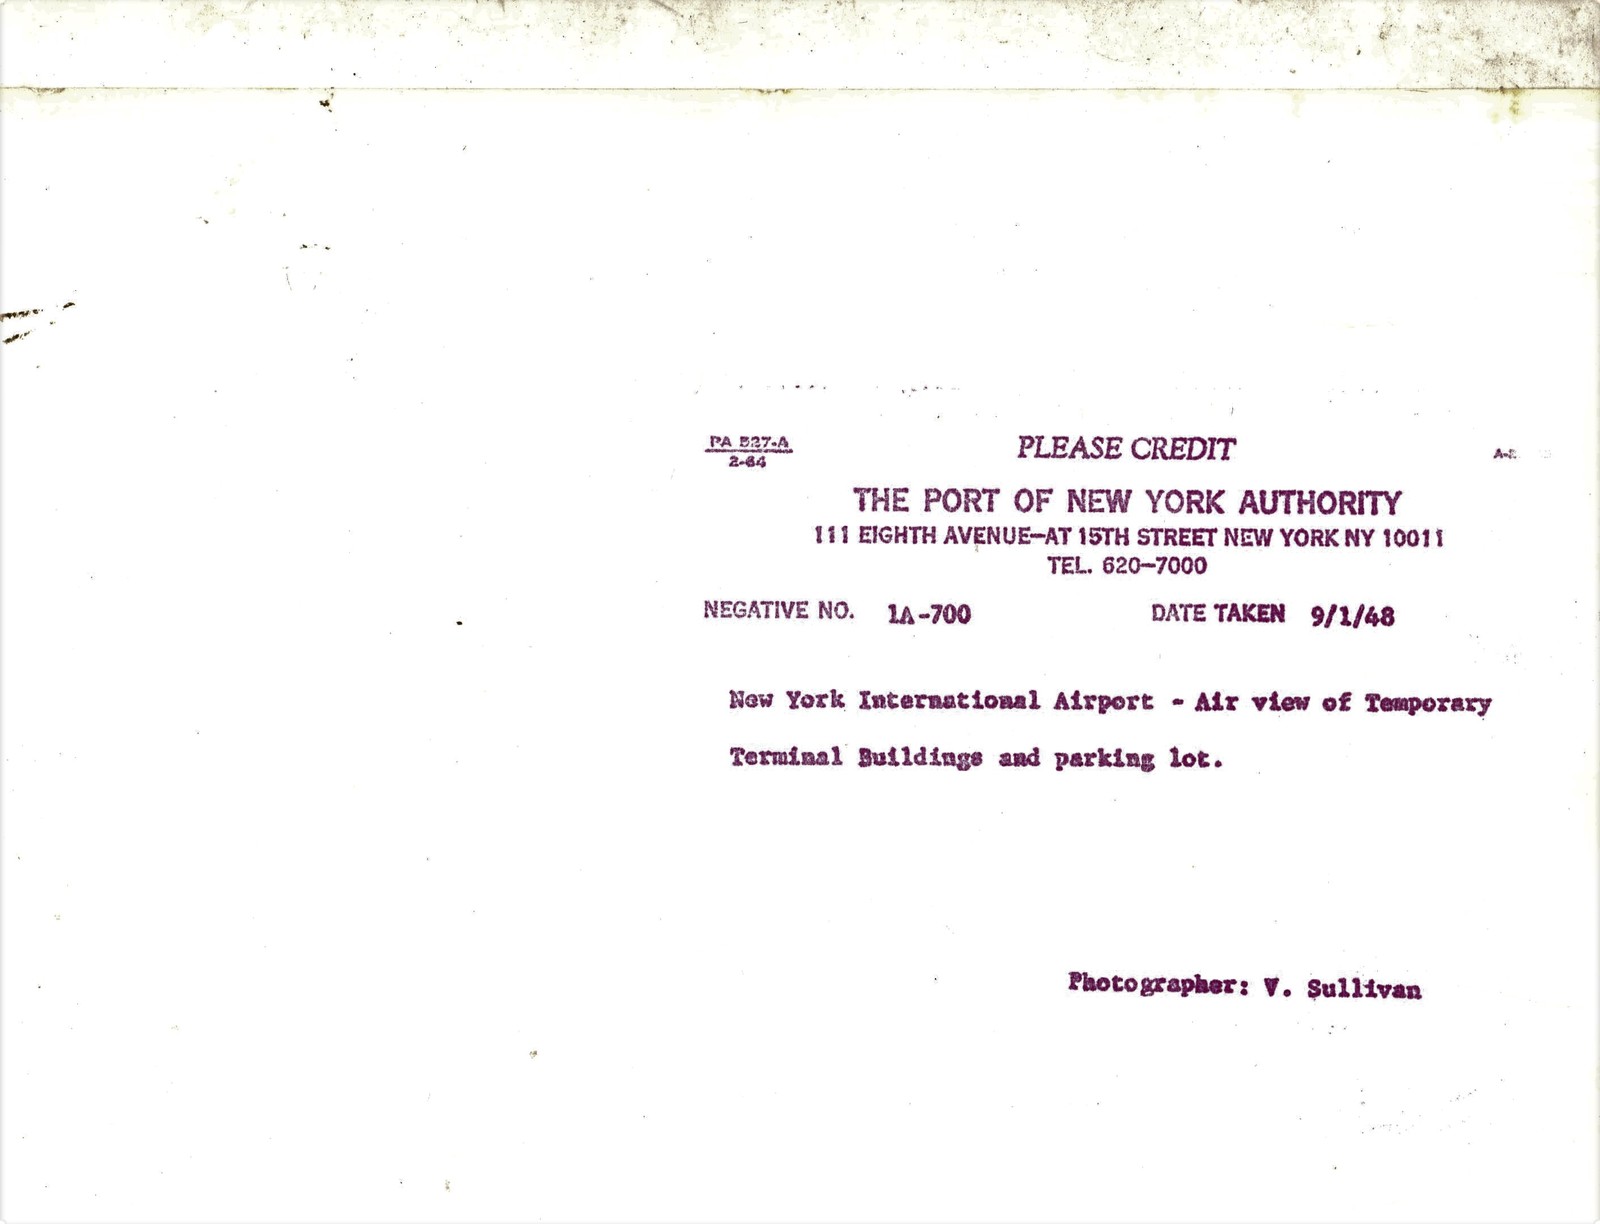 PA 527-A
2-64
PLEASE CREDIT
THE PORT OF NEW YORK AUTHORITY
111 EIGHTH AVENUE—AT 15TH STREET NEW YORK NY 10011
TEL. 620—7000
NEGATIVE NO. 1A-700 DATE TAKEN 9/1/48
New York International Airport - Air view of Temporary
Terminal Buildings and parking lot.
Photographer: V. Sullivan